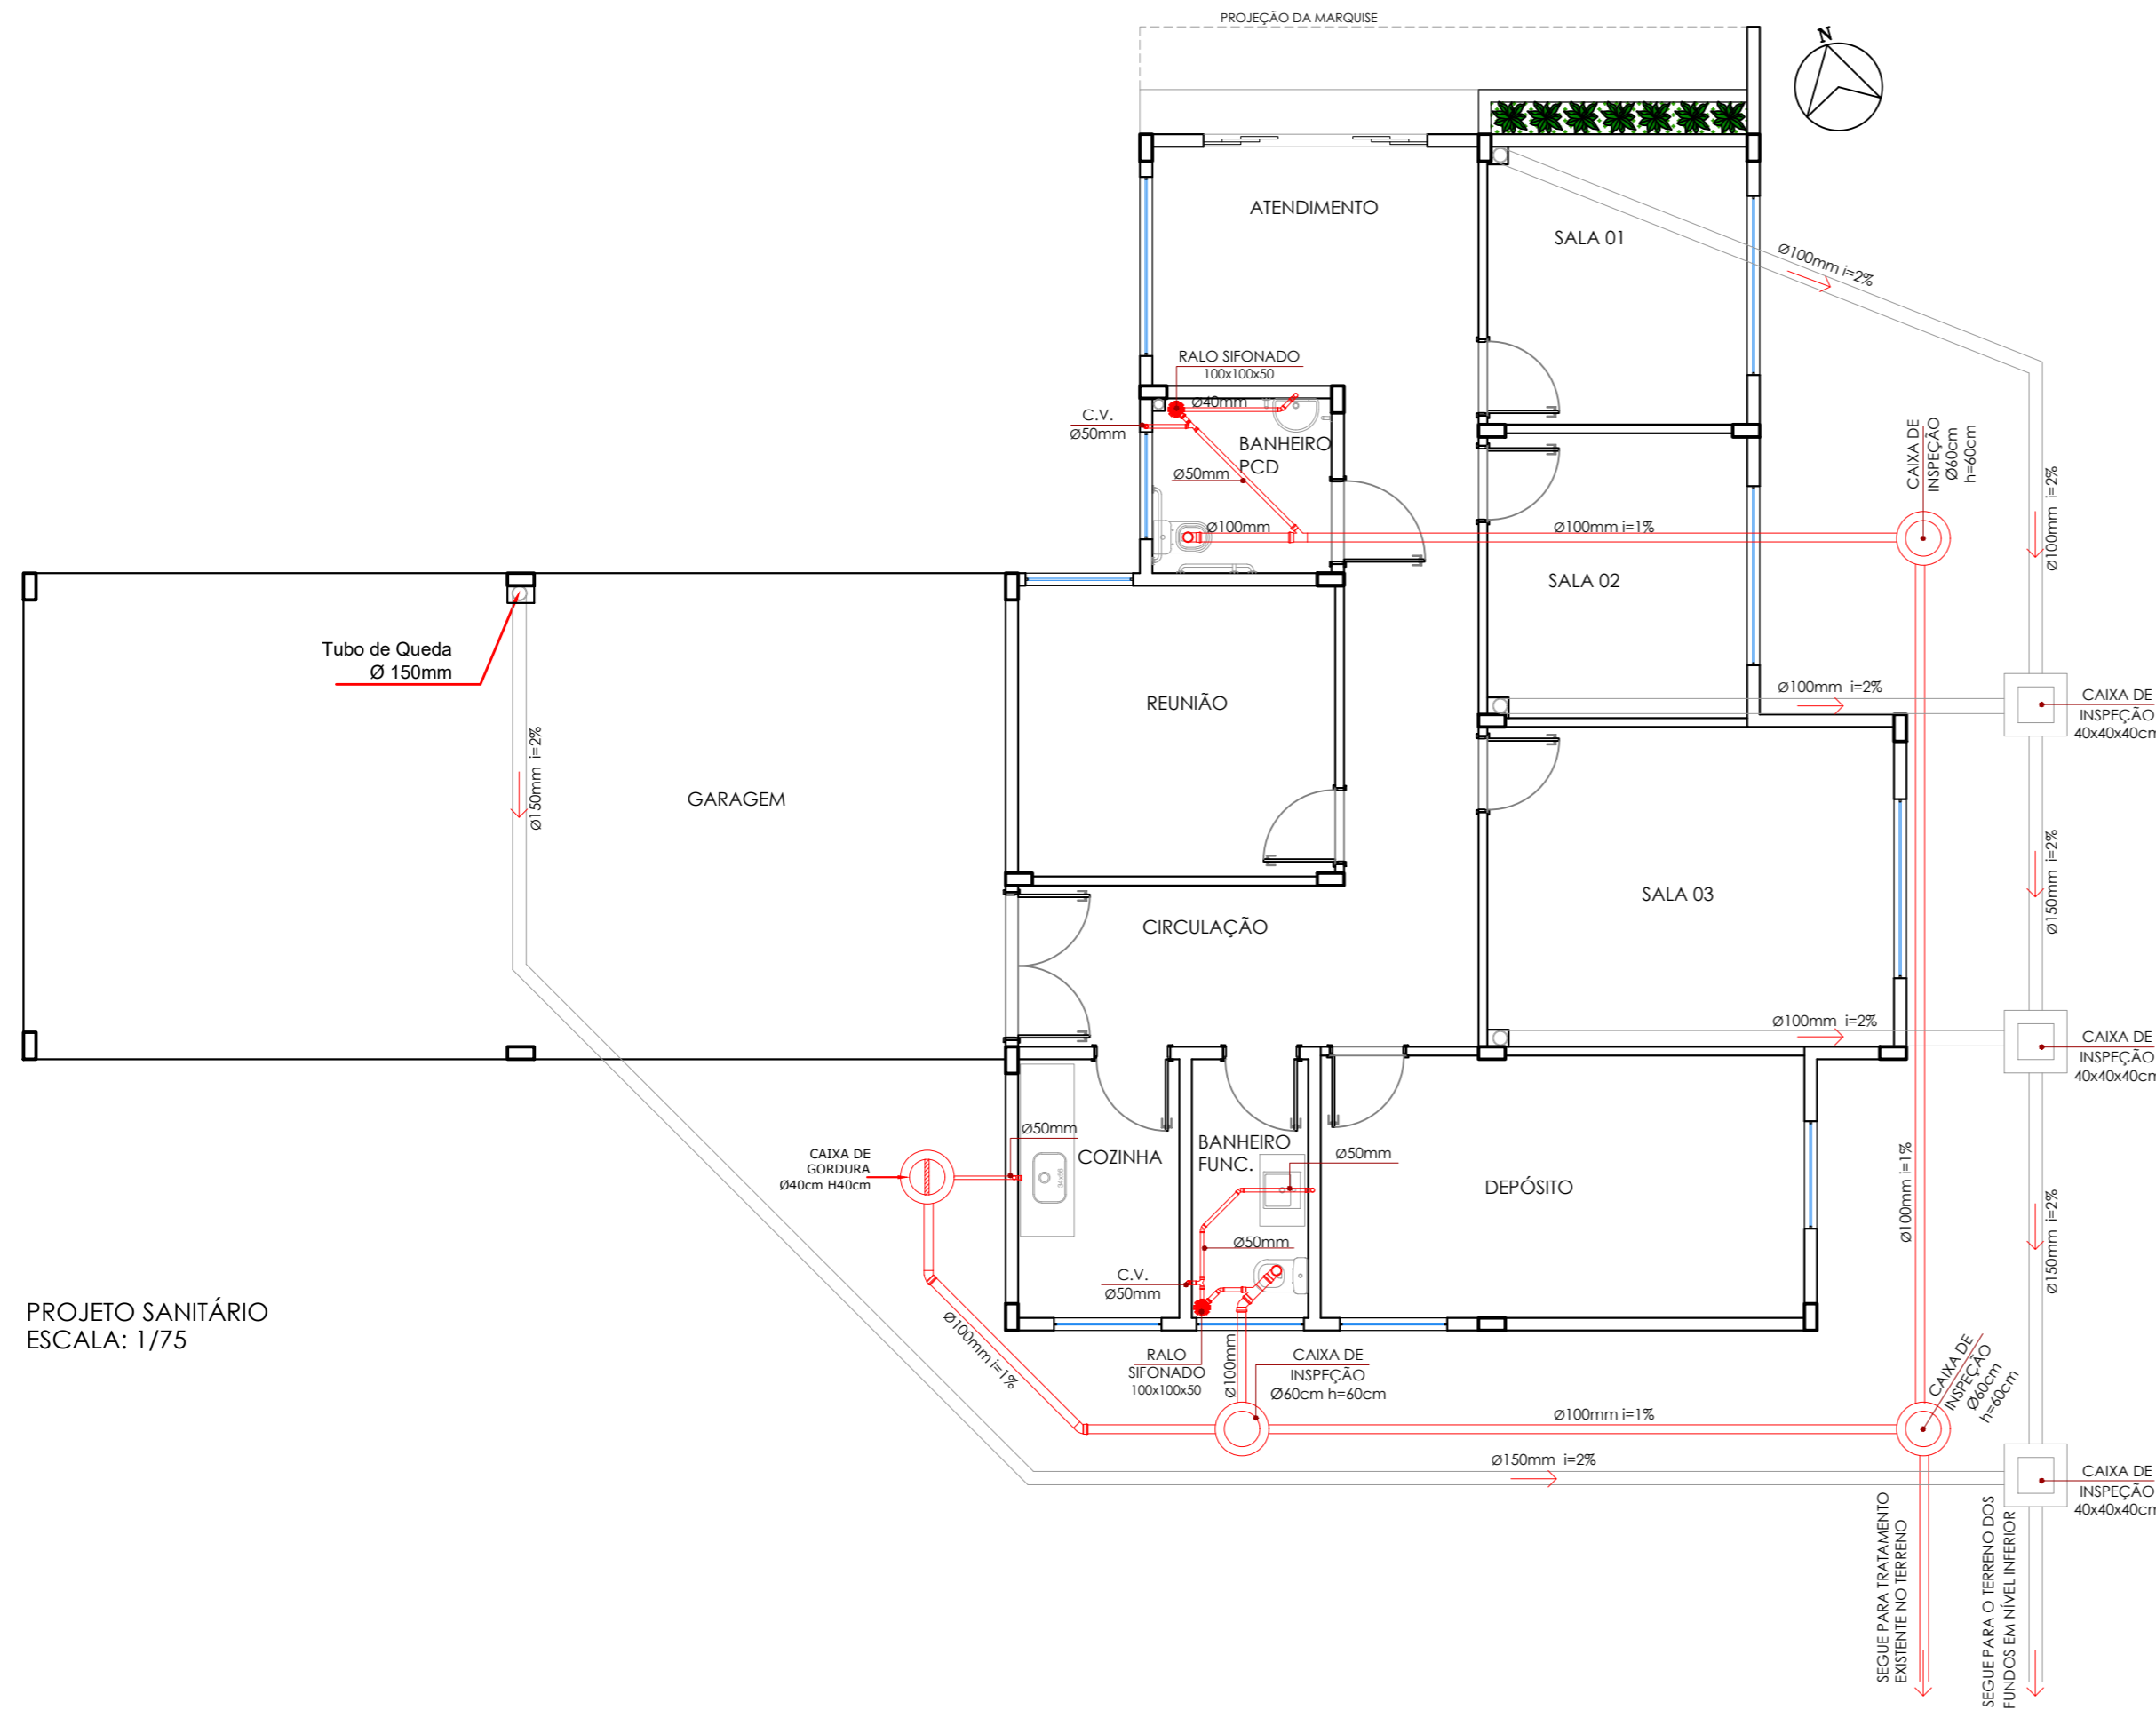 PROJEÇÃO DA MARQUISE
N
ATENDIMENTO
SALA 01
Ø100mm i=2%
RALO SIFONADO
100x100x50
Ø40mm
C.V.
Ø50mm
BANHEIRO
PCD
Ø50mm
Ø100mm
Ø100mm i=1%
CAIXA DE
INSPEÇÃO
Ø60cm
h=60cm
Ø100mm i=2%
SALA 02
Tubo de Queda
Ø 150mm
REUNIÃO
Ø100mm i=2%
CAIXA DE
INSPEÇÃO
40x40x40cm
Ø150mm i=2%
GARAGEM
SALA 03
Ø150mm i=2%
CIRCULAÇÃO
Ø100mm i=2%
CAIXA DE
INSPEÇÃO
40x40x40cm
Ø50mm
CAIXA DE
GORDURA
Ø40cm H40cm
COZINHA
34x56
BANHEIRO
FUNC.
Ø50mm
DEPÓSITO
Ø100mm i=1%
Ø150mm i=2%
Ø50mm
C.V.
Ø50mm
PROJETO SANITÁRIO
ESCALA: 1/75
Ø100mm i=1%
RALO
SIFONADO
100x100x50
Ø100mm
CAIXA DE
INSPEÇÃO
Ø60cm h=60cm
CAIXA DE
INSPEÇÃO
Ø60cm
h=60cm
Ø100mm i=1%
Ø150mm i=2%
CAIXA DE
INSPEÇÃO
40x40x40cm
SEGUE PARA TRATAMENTO
EXISTENTE NO TERRENO
SEGUE PARA O TERRENO DOS
FUNDOS EM NÍVEL INFERIOR